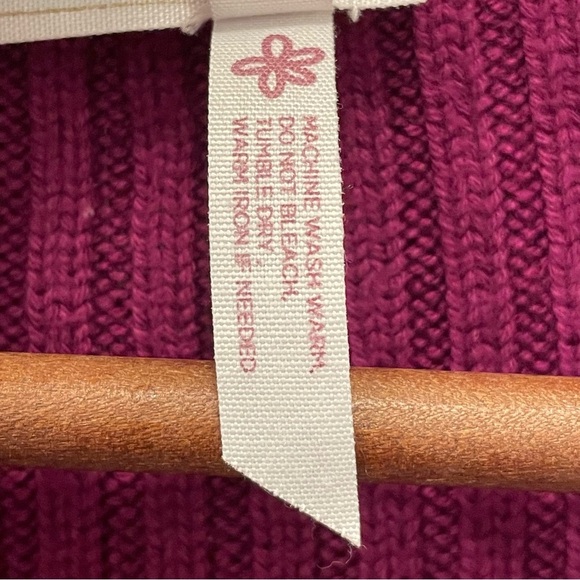 MACHINE WASH WARM.
DO NOT BLEACH.
TUMBLE DRY.
WARM IRON IF NEEDED